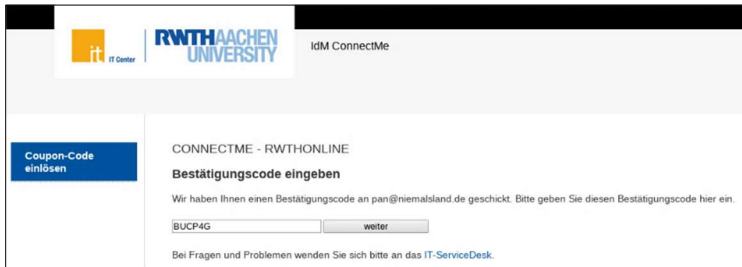 it
IT Center
RWTHAACHEN
UNIVERSITY
IdM ConnectMe
Coupon-Code
einlösen
CONNECTME - RWTHONLINE
Bestätigungscode eingeben
Wir haben Ihnen einen Bestätigungscode an pan@niemalsland.de geschickt. Bitte geben Sie diesen Bestätigungscode hier ein.
BUCP4G weiter
Bei Fragen und Problemen wenden Sie sich bitte an das IT-ServiceDesk.